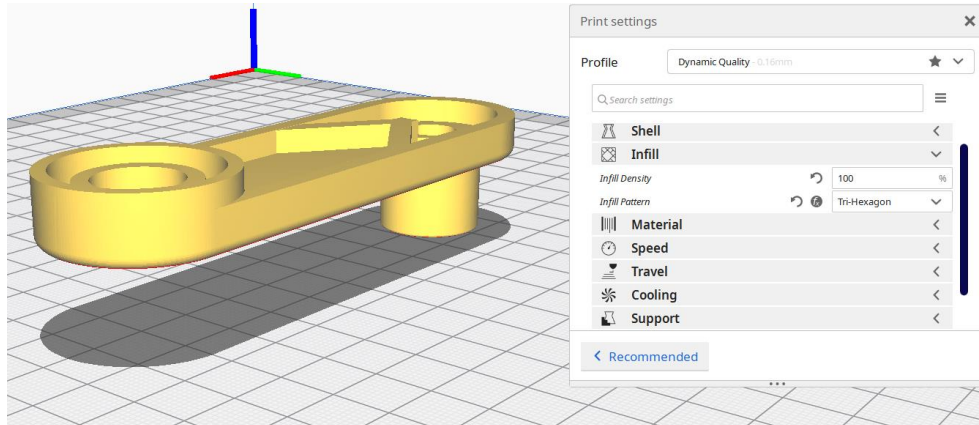 Print settings
Profile
Dynamic Quality - 0.16mm
Search settings
Shell
Infill
Infill Density
100
%
Infill Pattern
Tri-Hexagon
Material
Speed
Travel
Cooling
Support
Recommended